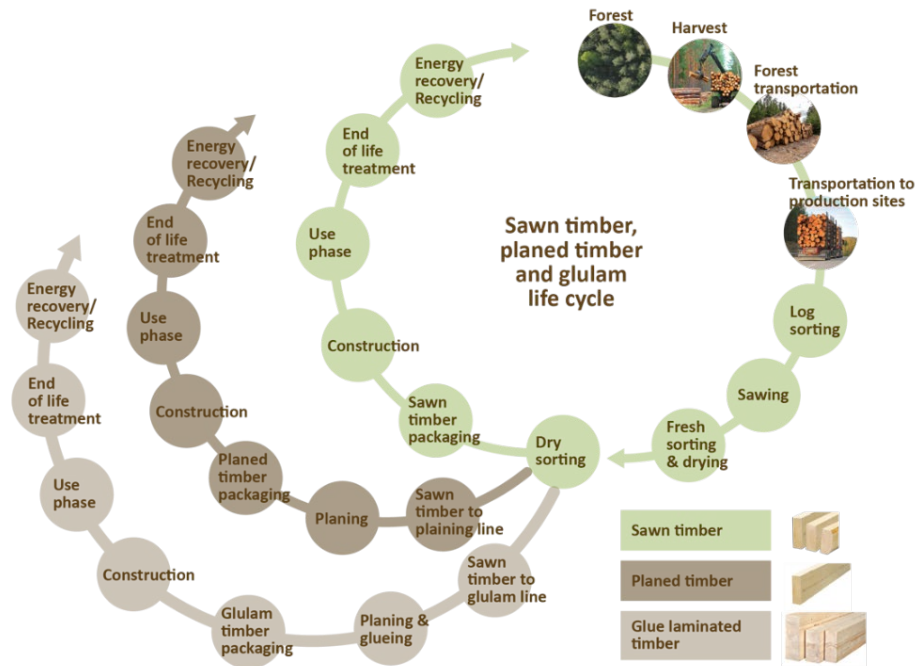 Forest
Harvest
Forest
transportation
Transportation to
production sites
Log
sorting
Sawing
Fresh
sorting
& drying
Dry
sorting
Sawn timber,
planed timber
and glulam
life cycle
Sawn
timber
packaging
Construction
Use
phase
End
of life
treatment
Energy
recovery/
Recycling
Sawn
timber to
plaining line
Planing
Planed
timber
packaging
Construction
Use
phase
End
of life
treatment
Energy
recovery/
Recycling
Sawn
timber to
glulam line
Planing &
glueing
Glulam
timber
packaging
Construction
Use
phase
End
of life
treatment
Energy
recovery/
Recycling
Sawn timber
Planed timber
Glue laminated
timber